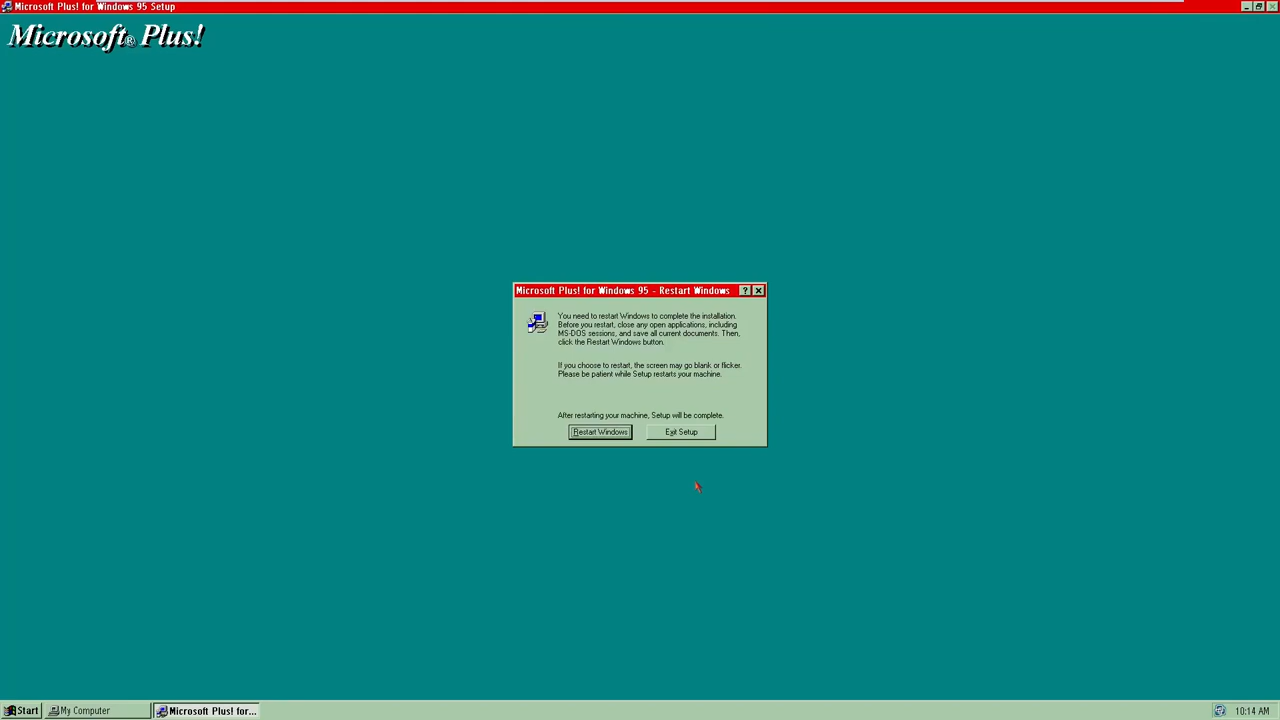 Microsoft Plus! for Windows 95 Setup
Microsoft® Plus!
Microsoft Plus! for Windows 95 - Restart Windows
You need to restart Windows to complete the installation.
Before you restart, close any open applications, including
MS-DOS sessions, and save all current documents. Then,
click the Restart Windows button.
If you choose to restart, the screen may go blank or flicker.
Please be patient while Setup restarts your machine.
After restarting your machine, Setup will be complete.
Restart Windows Exit Setup
Start My Computer Microsoft Plus! for... 10:14 AM